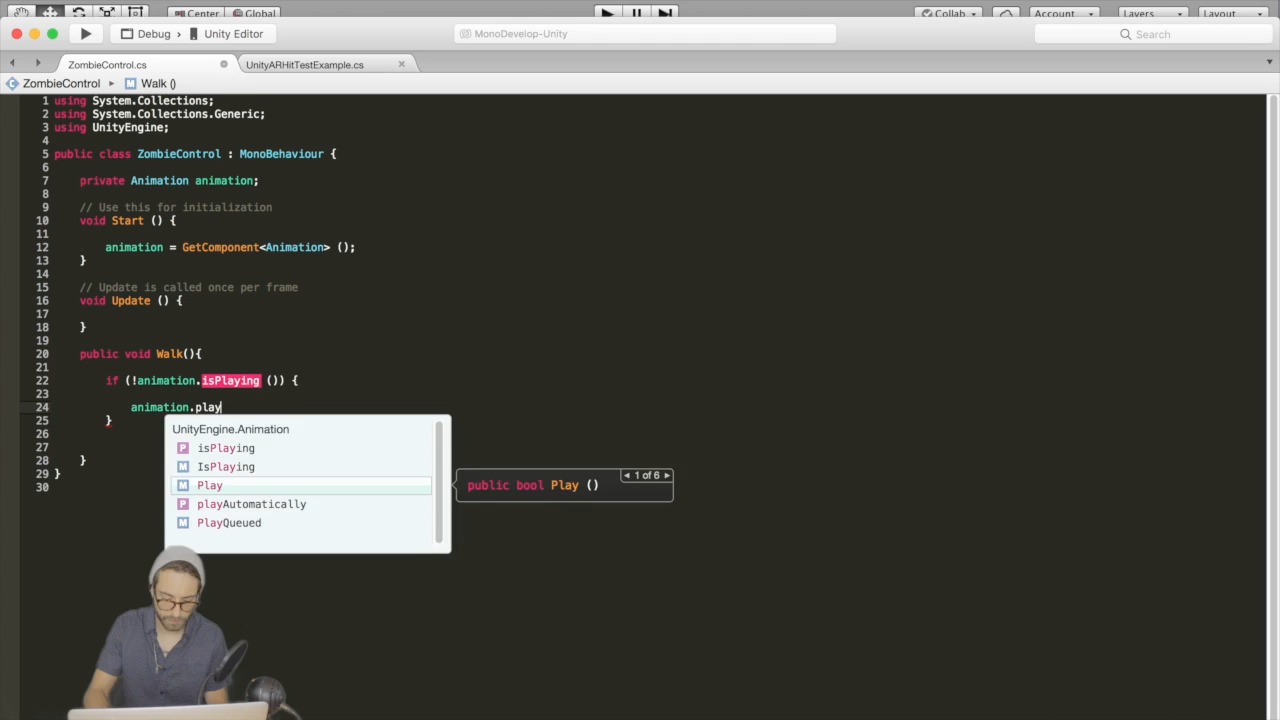 Center
Global
Collab
Account
Layers
Layout
Debug
Unity Editor
MonoDevelop-Unity
Search
ZombieControl.cs
UnityARHitTestExample.cs
ZombieControl
M
Walk ()
1 using System.Collections;
2 using System.Collections.Generic;
3 using UnityEngine;
4
5 public class ZombieControl : MonoBehaviour {
6
7 private Animation animation;
8
9 // Use this for initialization
10 void Start () {
11
12 animation = GetComponent<Animation> ();
13 }
14
15 // Update is called once per frame
16 void Update () {
17
18 }
19
20 public void Walk(){
21
22 if (!animation.isPlaying ()) {
23
24 animation.play
25 }
26
27
28 }
29 }
30
UnityEngine.Animation
P isPlaying
M IsPlaying
M Play
P playAutomatically
M PlayQueued
1 of 6
public bool Play ()